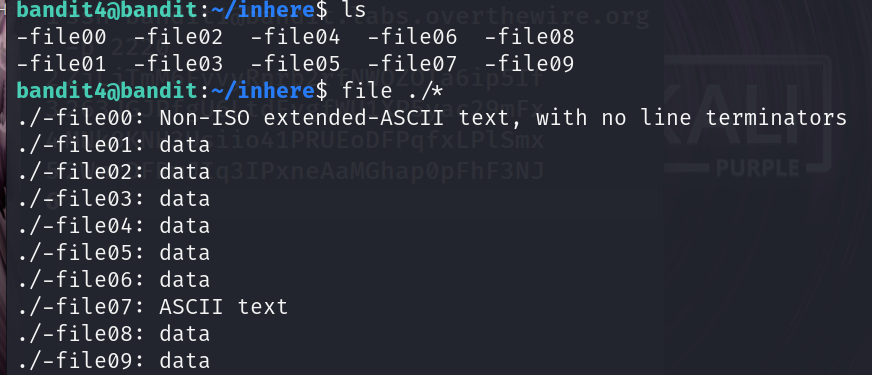 bandit4@bandit:~/inhere$ ls
-file00  -file02  -file04  -file06  -file08
-file01  -file03  -file05  -file07  -file09
bandit4@bandit:~/inhere$ file ./*
./-file00: Non-ISO extended-ASCII text, with no line terminators
./-file01: data
./-file02: data
./-file03: data
./-file04: data
./-file05: data
./-file06: data
./-file07: ASCII text
./-file08: data
./-file09: data
KALI
PURPLE